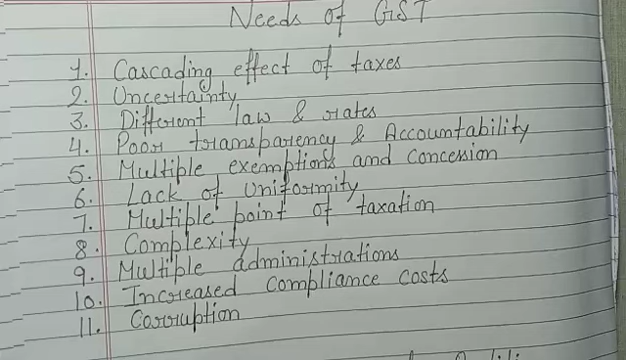 Needs of GST
1. Cascading effect of taxes
2. Uncertainty
3. Different law & rates
4. Poor transparency & Accountability
5. Multiple exemptions and concession
6. Lack of Uniformity
7. Multiple point of taxation
8. Complexity
9. Multiple administrations
10. Increased compliance costs
11. Corruption